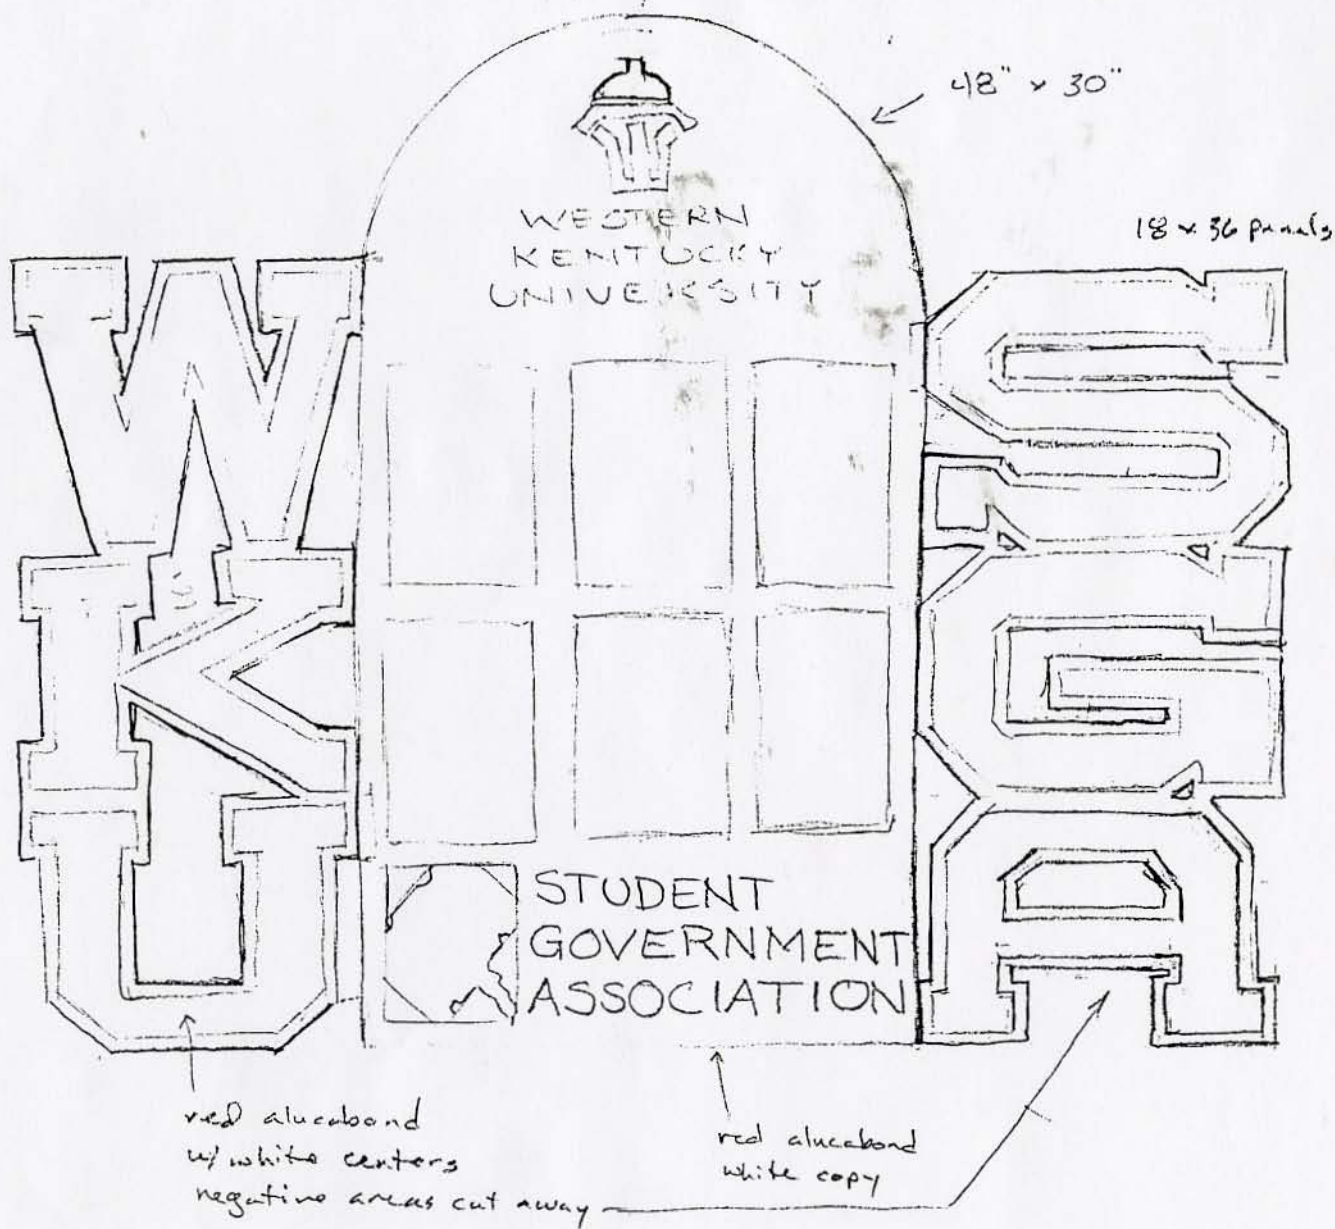 48" x 30"
WESTERN
KENTUCKY
UNIVERSITY
18 x 36 panels
W
K
U
S
G
A
STUDENT
GOVERNMENT
ASSOCIATION
red alucabond
w/ white centers
negative areas cut away
red alucabond
white copy